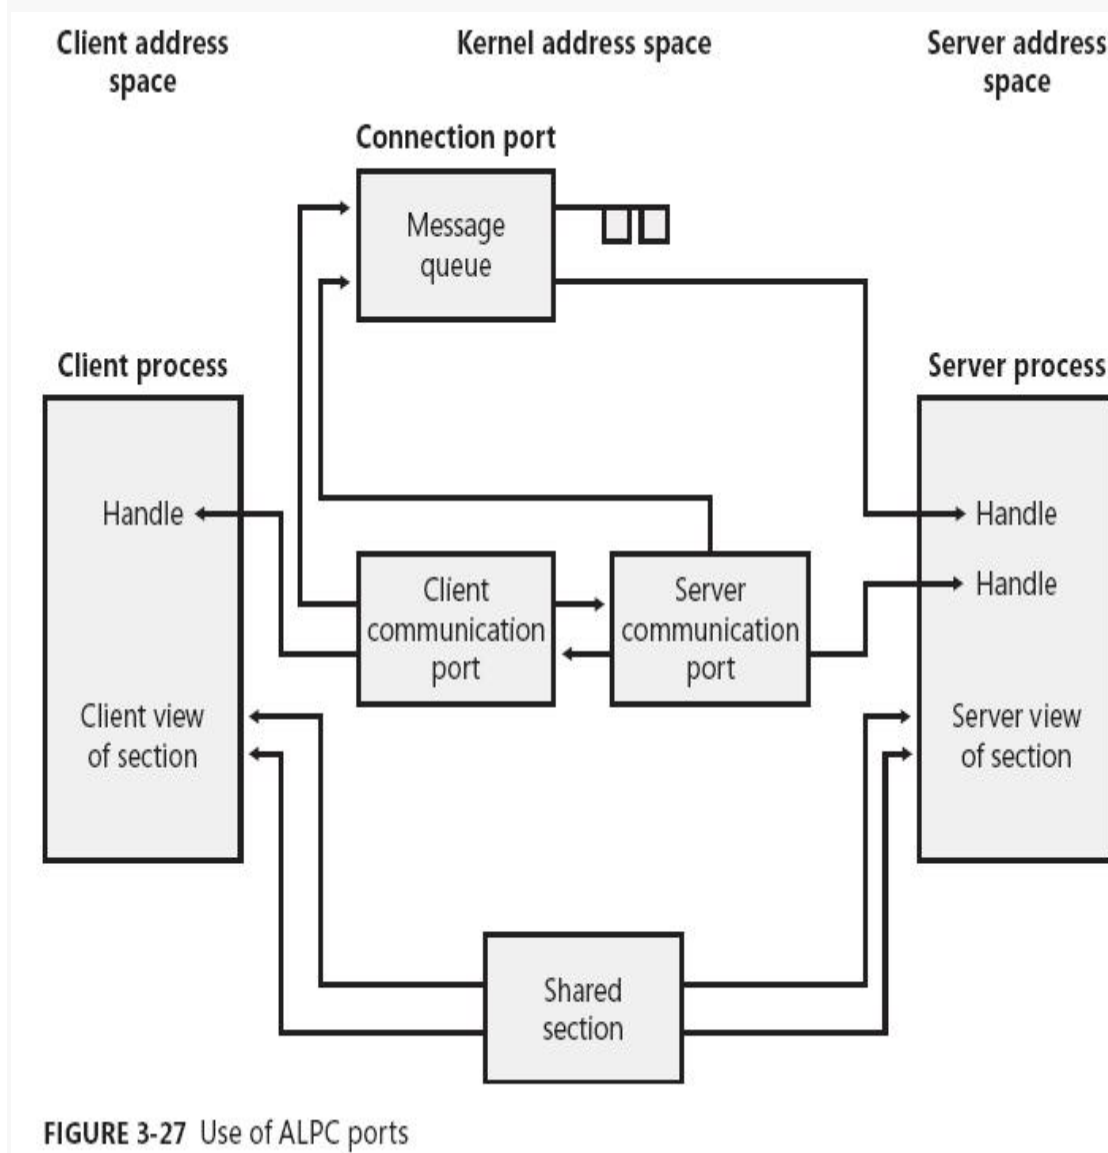 Client address
space
Kernel address space
Server address
space
Connection port
Message
queue
Client process
Server process
Handle
Handle
Handle
Client
communication
port
Server
communication
port
Client view
of section
Server view
of section
Shared
section
FIGURE 3-27 Use of ALPC ports